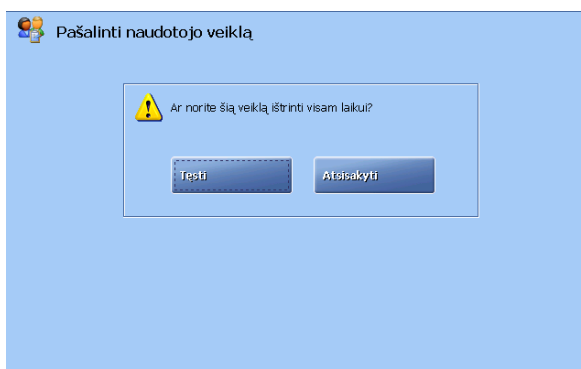 Pašalinti naudotojo veiklą
Ar norite šią veiklą ištrinti visam laikui?
Tęsti
Atsisakyti